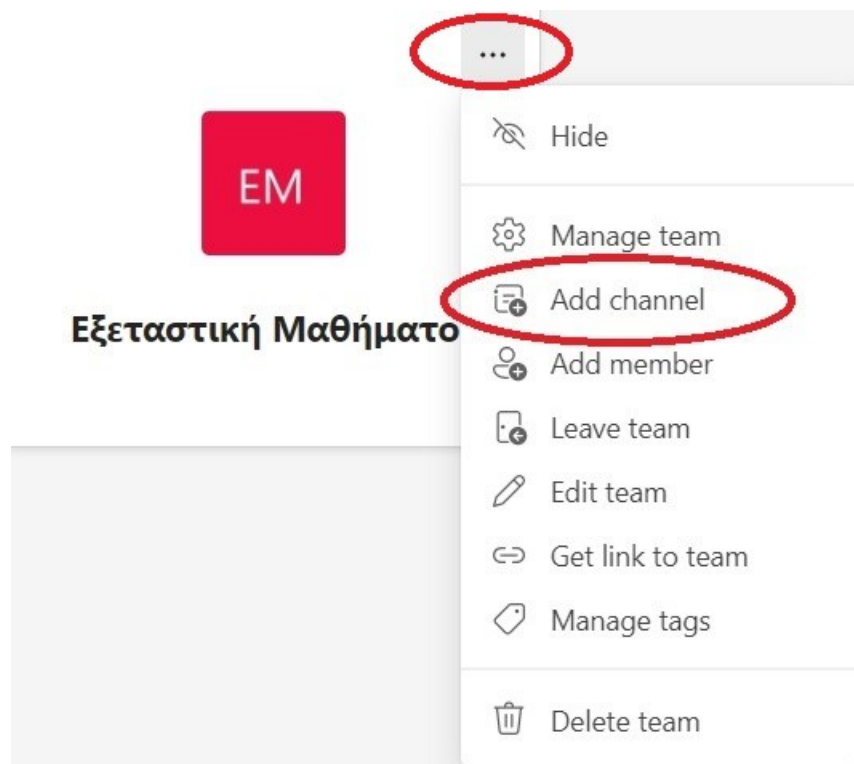 ...
Hide
EM
Manage team
Add channel
Εξεταστική Μαθήματο
Add member
Leave team
Edit team
Get link to team
Manage tags
Delete team